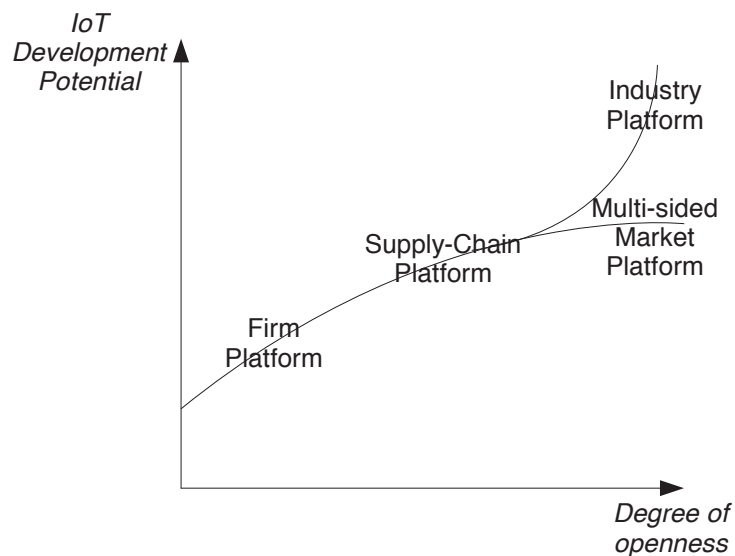 IoT
Development
Potential
Industry
Platform
Multi-sided
Market
Platform
Supply-Chain
Platform
Firm
Platform
Degree of
openness